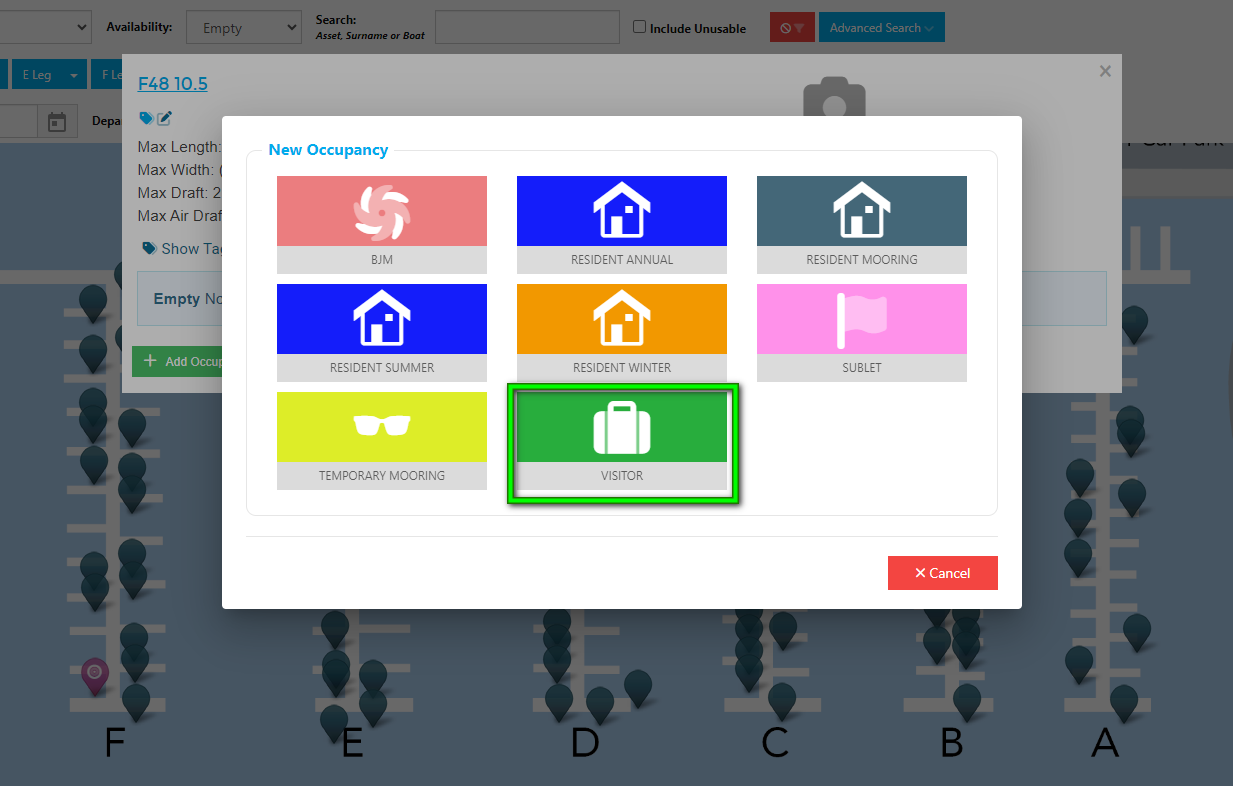 Availability:
Empty
Search:
Asset, Surname or Boat
Include Unusable
Advanced Search
E Leg
F Le
F48 10.5
Depa
Max Length:
Max Width: (
Max Draft: 2
Max Air Draf
Show Tag
Empty No
Add Occup
New Occupancy
BJM
RESIDENT ANNUAL
RESIDENT MOORING
RESIDENT SUMMER
RESIDENT WINTER
SUBLET
TEMPORARY MOORING
VISITOR
Cancel
Car Park
F E D C B A